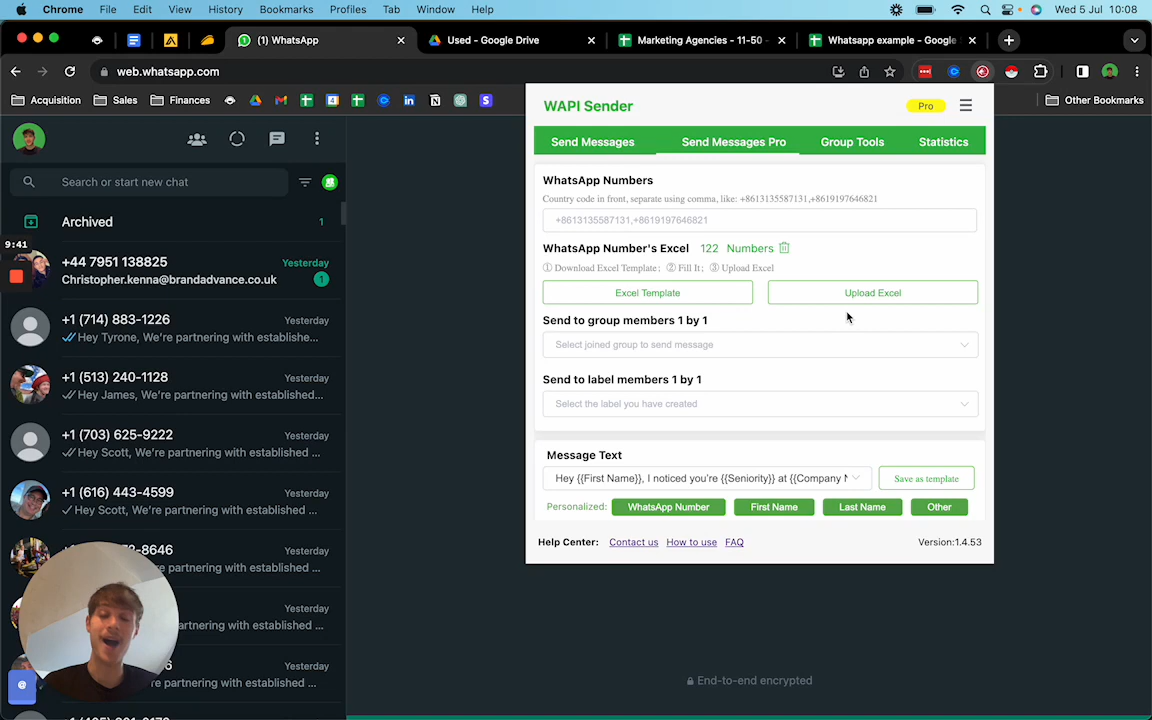 Chrome File Edit View History Bookmarks Profiles Tab Window Help Wed 5 Jul 10:08
(1) WhatsApp Used - Google Drive Marketing Agencies - 11-50 - Whatsapp example - Google
web.whatsapp.com
Acquisition Sales Finances Other Bookmarks
WAPI Sender Pro
Send Messages Send Messages Pro Group Tools Statistics
WhatsApp Numbers
Country code in front, separate using comma, like: +8613135587131,+8619197646821
+8613135587131,+8619197646821
WhatsApp Number's Excel 122 Numbers
① Download Excel Template; ② Fill It; ③ Upload Excel
Excel Template Upload Excel
Send to group members 1 by 1
Select joined group to send message
Send to label members 1 by 1
Select the label you have created
Message Text
Hey {{First Name}}, I noticed you're {{Seniority}} at {{Company N
Save as template
Personalized: WhatsApp Number First Name Last Name Other
Help Center: Contact us How to use FAQ Version:1.4.53
Search or start new chat
Archived 1
9:41
+44 7951 138825 Yesterday
Christopher.kenna@brandadvance.co.uk 1
+1 (714) 883-1226 Yesterday
Hey Tyrone, We're partnering with establishe...
+1 (513) 240-1128 Yesterday
Hey James, We're partnering with established...
+1 (703) 625-9222 Yesterday
Hey Scott, We're partnering with established ...
+1 (616) 443-4599 Yesterday
Hey Scott, We're partnering with established ...
-8646 Yesterday
re partnering with establishe...
Yesterday
artnering with established ...
Yesterday
're partnering with established ...
End-to-end encrypted